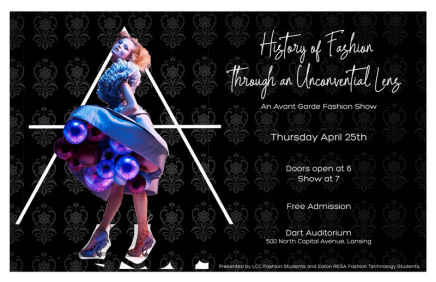 History of Fashion
through an Unconvential Lens
An Avant Garde Fashion Show
Thursday April 25th
Doors open at 6
Show at 7
Free Admission
Dart Auditorium
500 North Capital Avenue, Lansing
Presented by LCC Fashion Students and Eaton RESA Fashion Technology Students